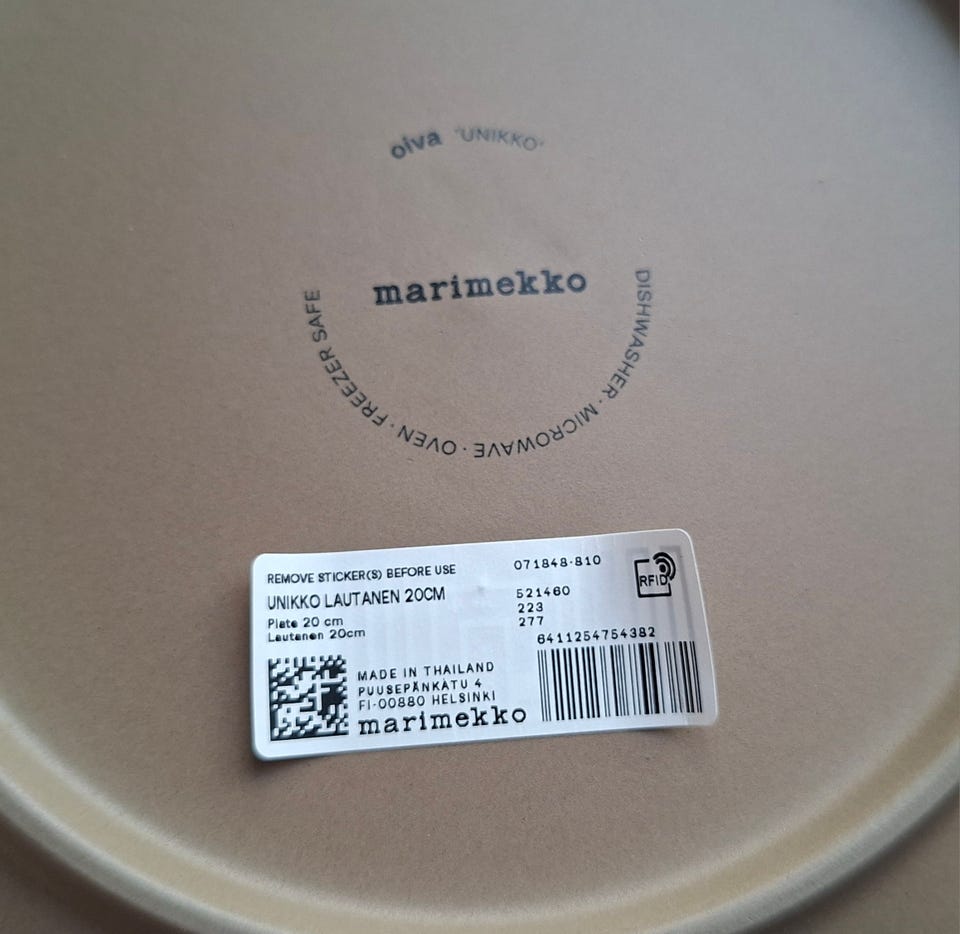 oiva 'UNIKKO'
marimekko
DISHWASHER · MICROWAVE · OVEN · FREEZER SAFE
REMOVE STICKER(S) BEFORE USE
UNIKKO LAUTANEN 20CM
Plate 20 cm
Lautanen 20cm
071848-810
521460
223
277
6411254754382
RFID
MADE IN THAILAND
PUUSEPÄNKATU 4
FI-00880 HELSINKI
marimekko